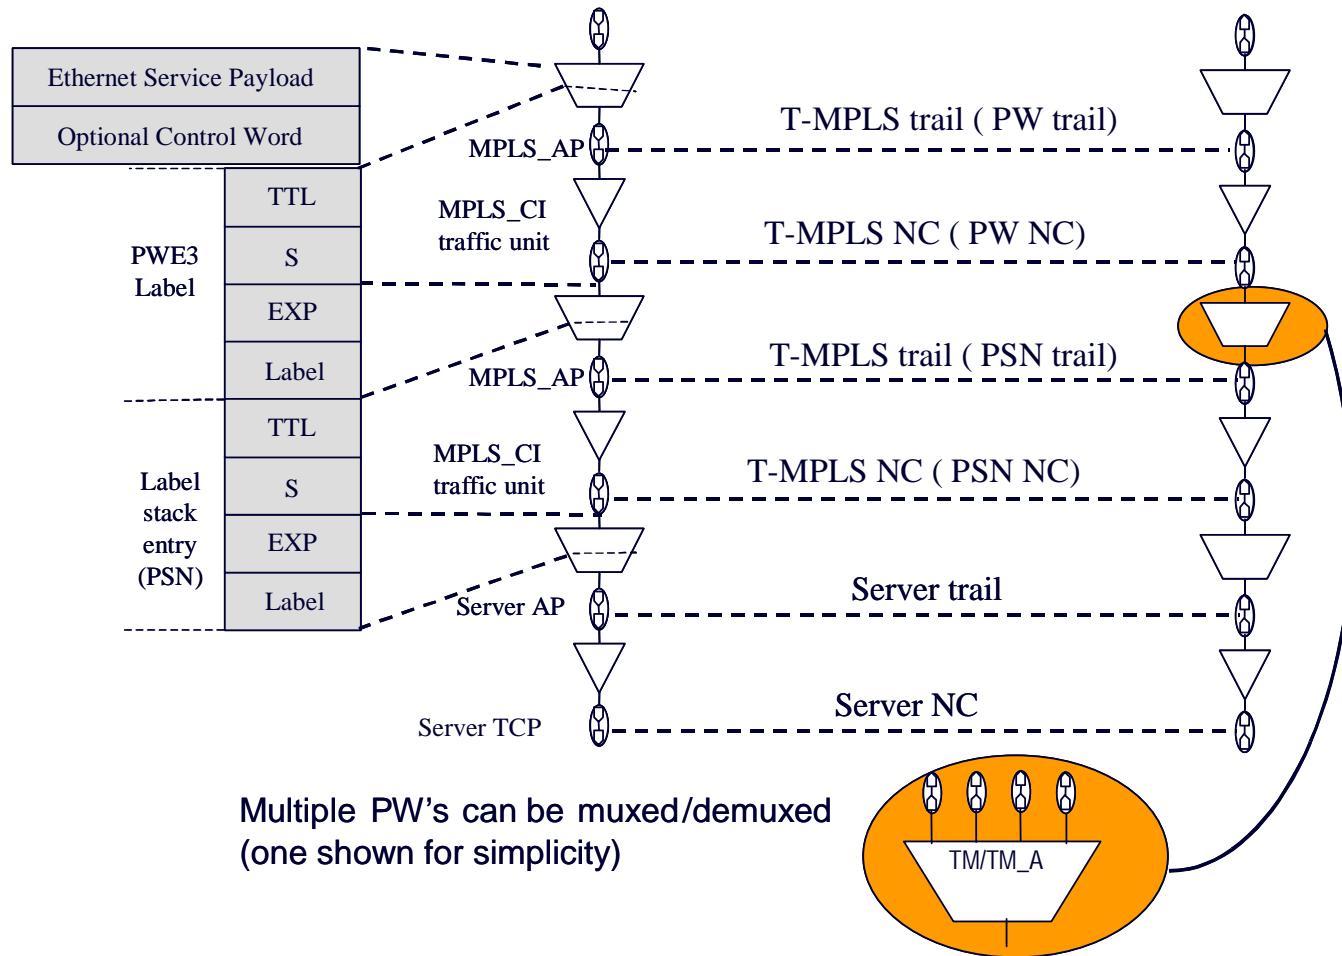 Ethernet Service Payload
Optional Control Word
TTL
S
EXP
Label
TTL
S
EXP
Label
PWE3
Label
Label
stack
entry
(PSN)
MPLS_AP
MPLS_CI
traffic unit
MPLS_AP
MPLS_CI
traffic unit
Server AP
Server TCP
T-MPLS trail ( PW trail)
T-MPLS NC ( PW NC)
T-MPLS trail ( PSN trail)
T-MPLS NC ( PSN NC)
Server trail
Server NC
Multiple PW's can be muxed/demuxed
(one shown for simplicity)
TM/TM_A